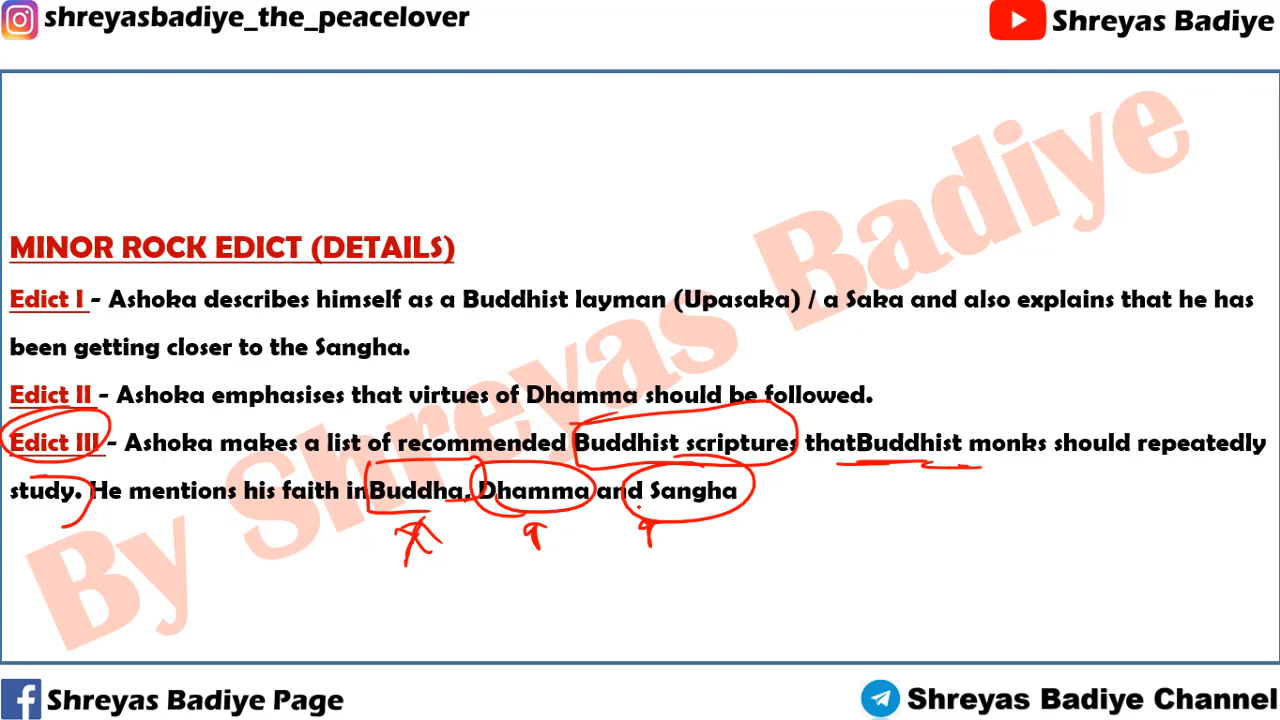 shreyasbadiye_the_peacelover
Shreyas Badiye
MINOR ROCK EDICT (DETAILS)
Edict I - Ashoka describes himself as a Buddhist layman (Upasaka) / a Saka and also explains that he has
been getting closer to the Sangha.
Edict II - Ashoka emphasises that virtues of Dhamma should be followed.
Edict III - Ashoka makes a list of recommended Buddhist scriptures thatBuddhist monks should repeatedly
study. He mentions his faith inBuddha, Dhamma and Sangha
By Shreyas Badiye
Shreyas Badiye Page
Shreyas Badiye Channel